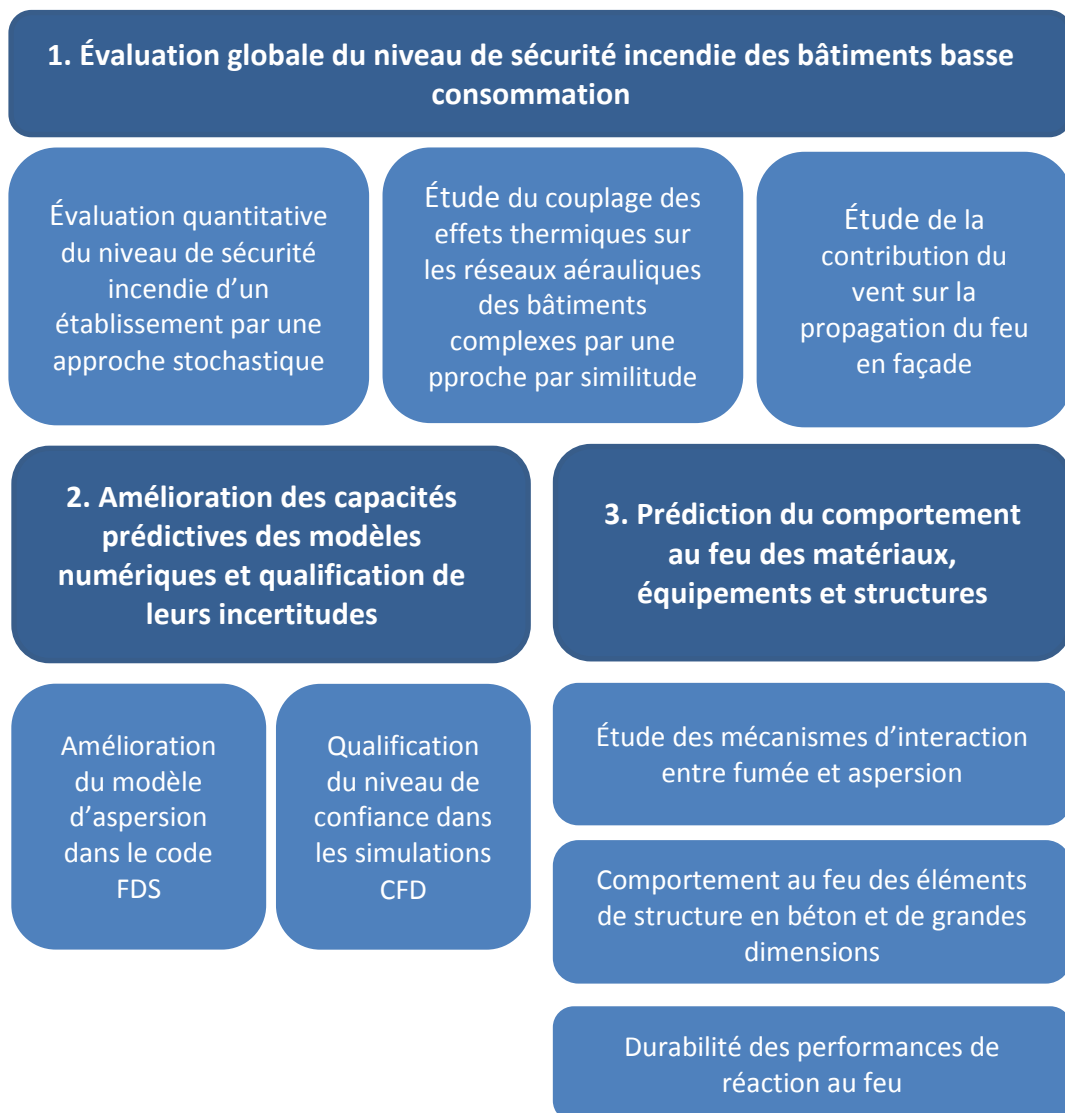 1. Évaluation globale du niveau de sécurité incendie des bâtiments basse
consommation
Évaluation quantitative
du niveau de sécurité
incendie d’un
établissement par une
approche stochastique
Étude du couplage des
effets thermiques sur
les réseaux aérauliques
des bâtiments
complexes par une
pproche par similitude
Étude de la
contribution du
vent sur la
propagation du feu
en façade
2. Amélioration des capacités
prédictives des modèles
numériques et qualification de
leurs incertitudes
3. Prédiction du comportement
au feu des matériaux,
équipements et structures
Amélioration
du modèle
d’aspersion
dans le code
FDS
Qualification
du niveau de
confiance dans
les simulations
CFD
Étude des mécanismes d’interaction
entre fumée et aspersion
Comportement au feu des éléments
de structure en béton et de grandes
dimensions
Durabilité des performances de
réaction au feu